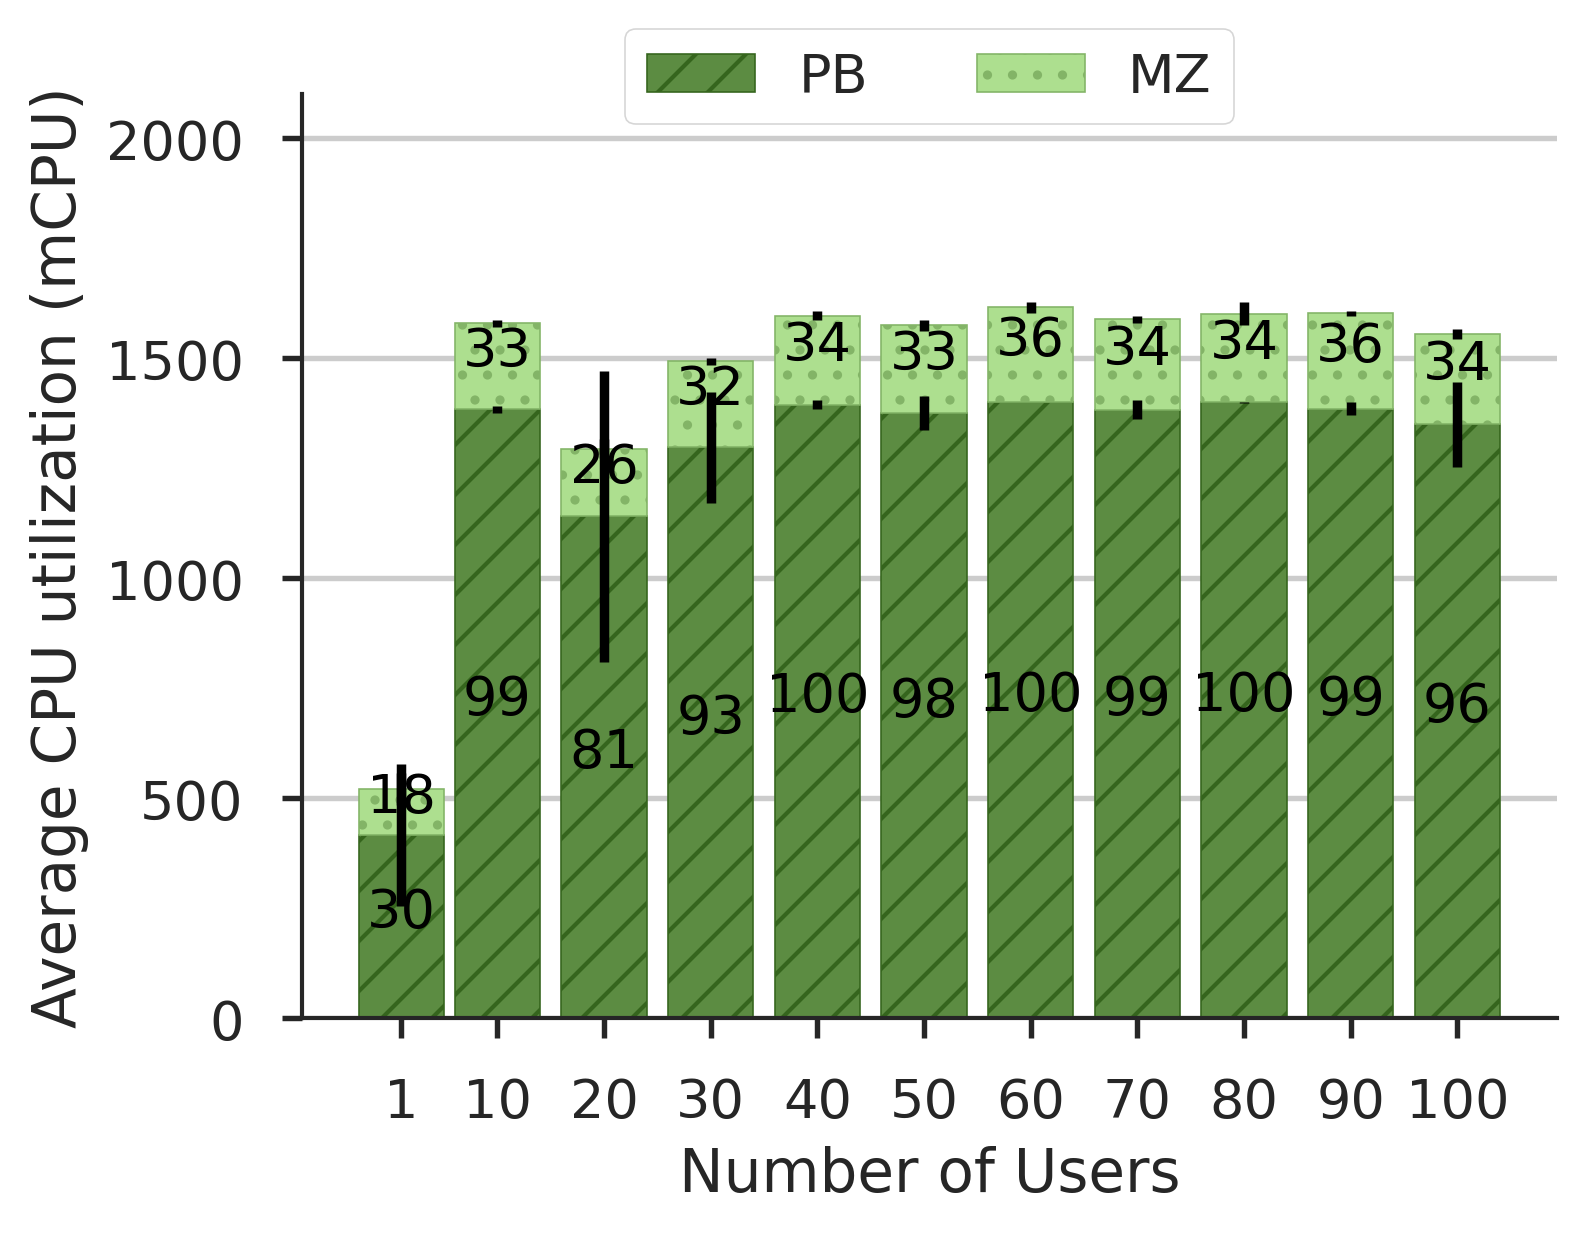 PB MZ
Average CPU utilization (mCPU)
2000
1500
1000
500
0
33 26 32 34 33 36 34 34 36 34
18
99 81 93 100 98 100 99 100 99 96
30
1 10 20 30 40 50 60 70 80 90 100
Number of Users